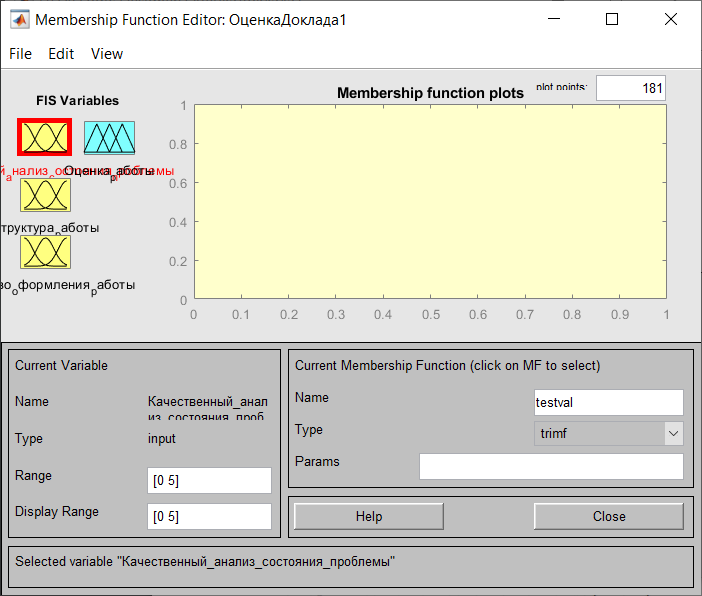 Membership Function Editor: ОценкаДоклада1
File Edit View
FIS Variables
Membership function plots
plot points:
181
Оценка_работы
труктура_работы
во_оформления_работы
1
0.8
0.6
0.4
0.2
0
0 0.1 0.2 0.3 0.4 0.5 0.6 0.7 0.8 0.9 1
Current Variable
Name
Качественный_анал
из_состояния_проб
Type
input
Range
[0 5]
Display Range
[0 5]
Current Membership Function (click on MF to select)
Name
testval
Type
trimf
Params
Help
Close
Selected variable "Качественный_анализ_состояния_проблемы"